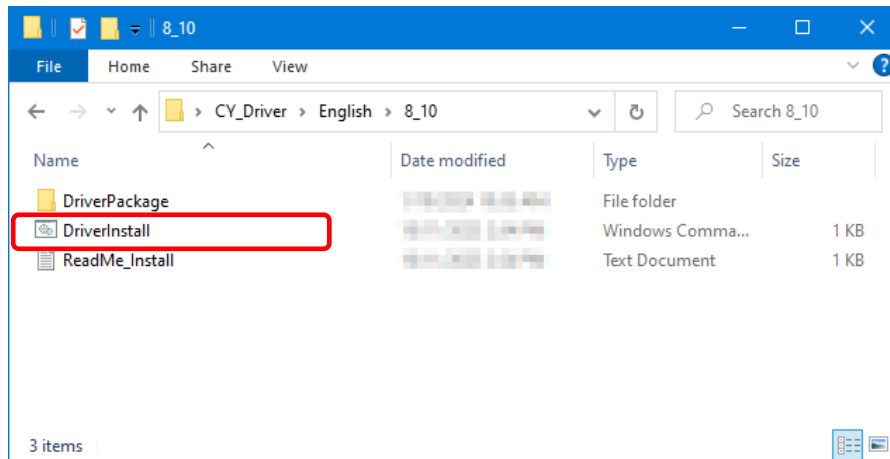 8_10
File Home Share View ?
CY_Driver > English > 8_10 Search 8_10
Name Date modified Type Size
DriverPackage File folder
DriverInstall Windows Comma... 1 KB
ReadMe_Install Text Document 1 KB
3 items